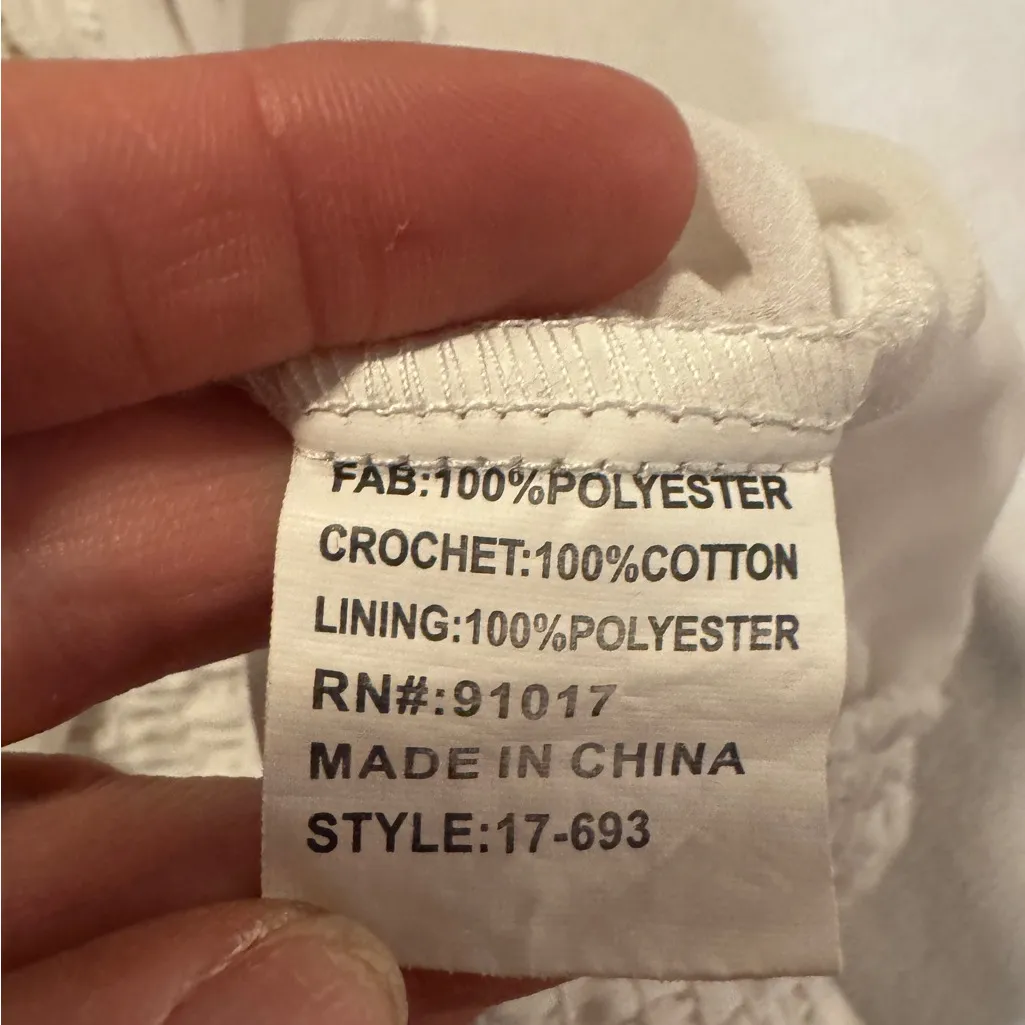 FAB:100%POLYESTER
CROCHET:100%COTTON
LINING:100%POLYESTER
RN#:91017
MADE IN CHINA
STYLE:17-693